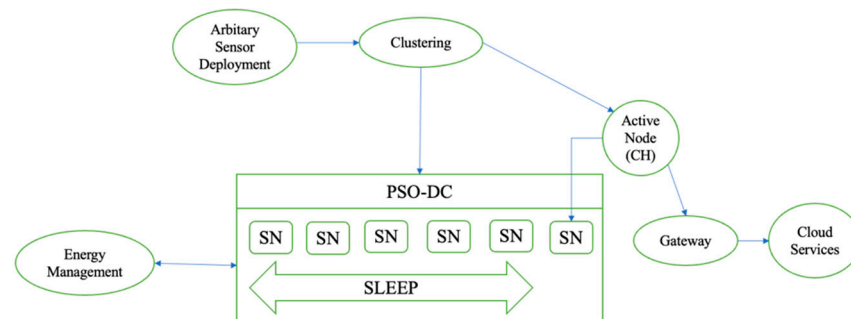 Arbitary
Sensor
Deployment
Clustering
Active
Node
(CH)
PSO-DC
SN SN SN SN SN SN
Energy
Management
SLEEP
Gateway
Cloud
Services